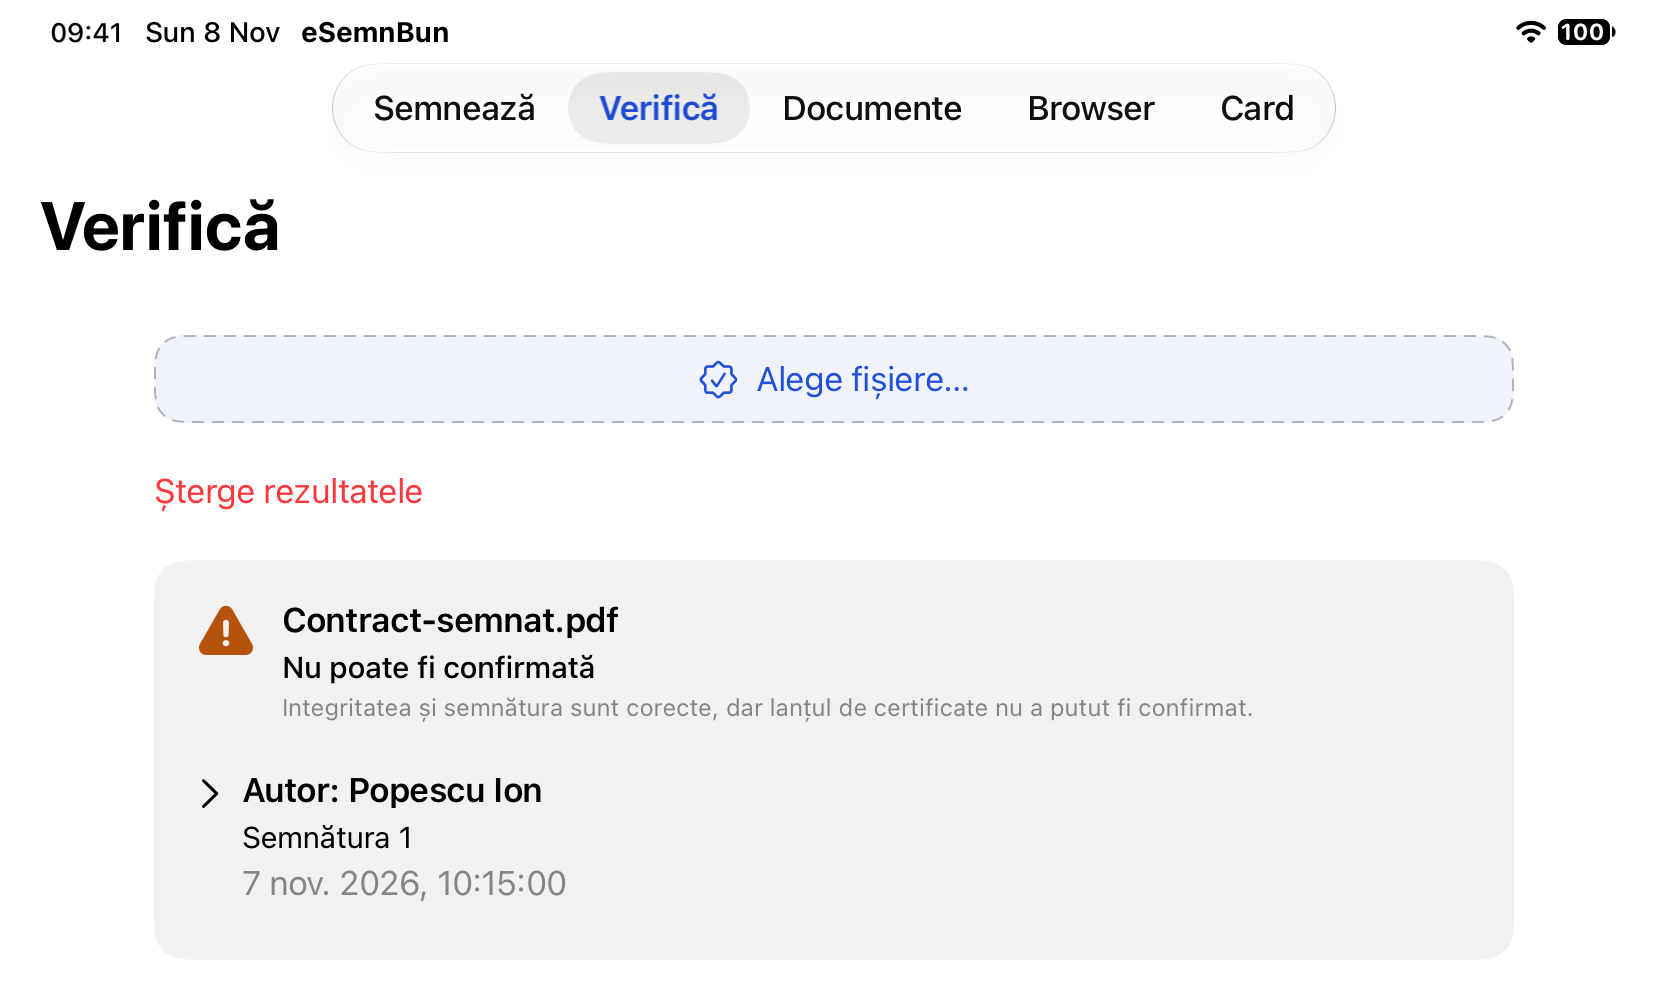 09:41 Sun 8 Nov eSemnBun 100
Semnează Verifică Documente Browser Card
Verifică
Alege fișiere...
Șterge rezultatele
Contract-semnat.pdf
Nu poate fi confirmată
Integritatea și semnătura sunt corecte, dar lanțul de certificate nu a putut fi confirmat.
Autor: Popescu Ion
Semnătura 1
7 nov. 2026, 10:15:00